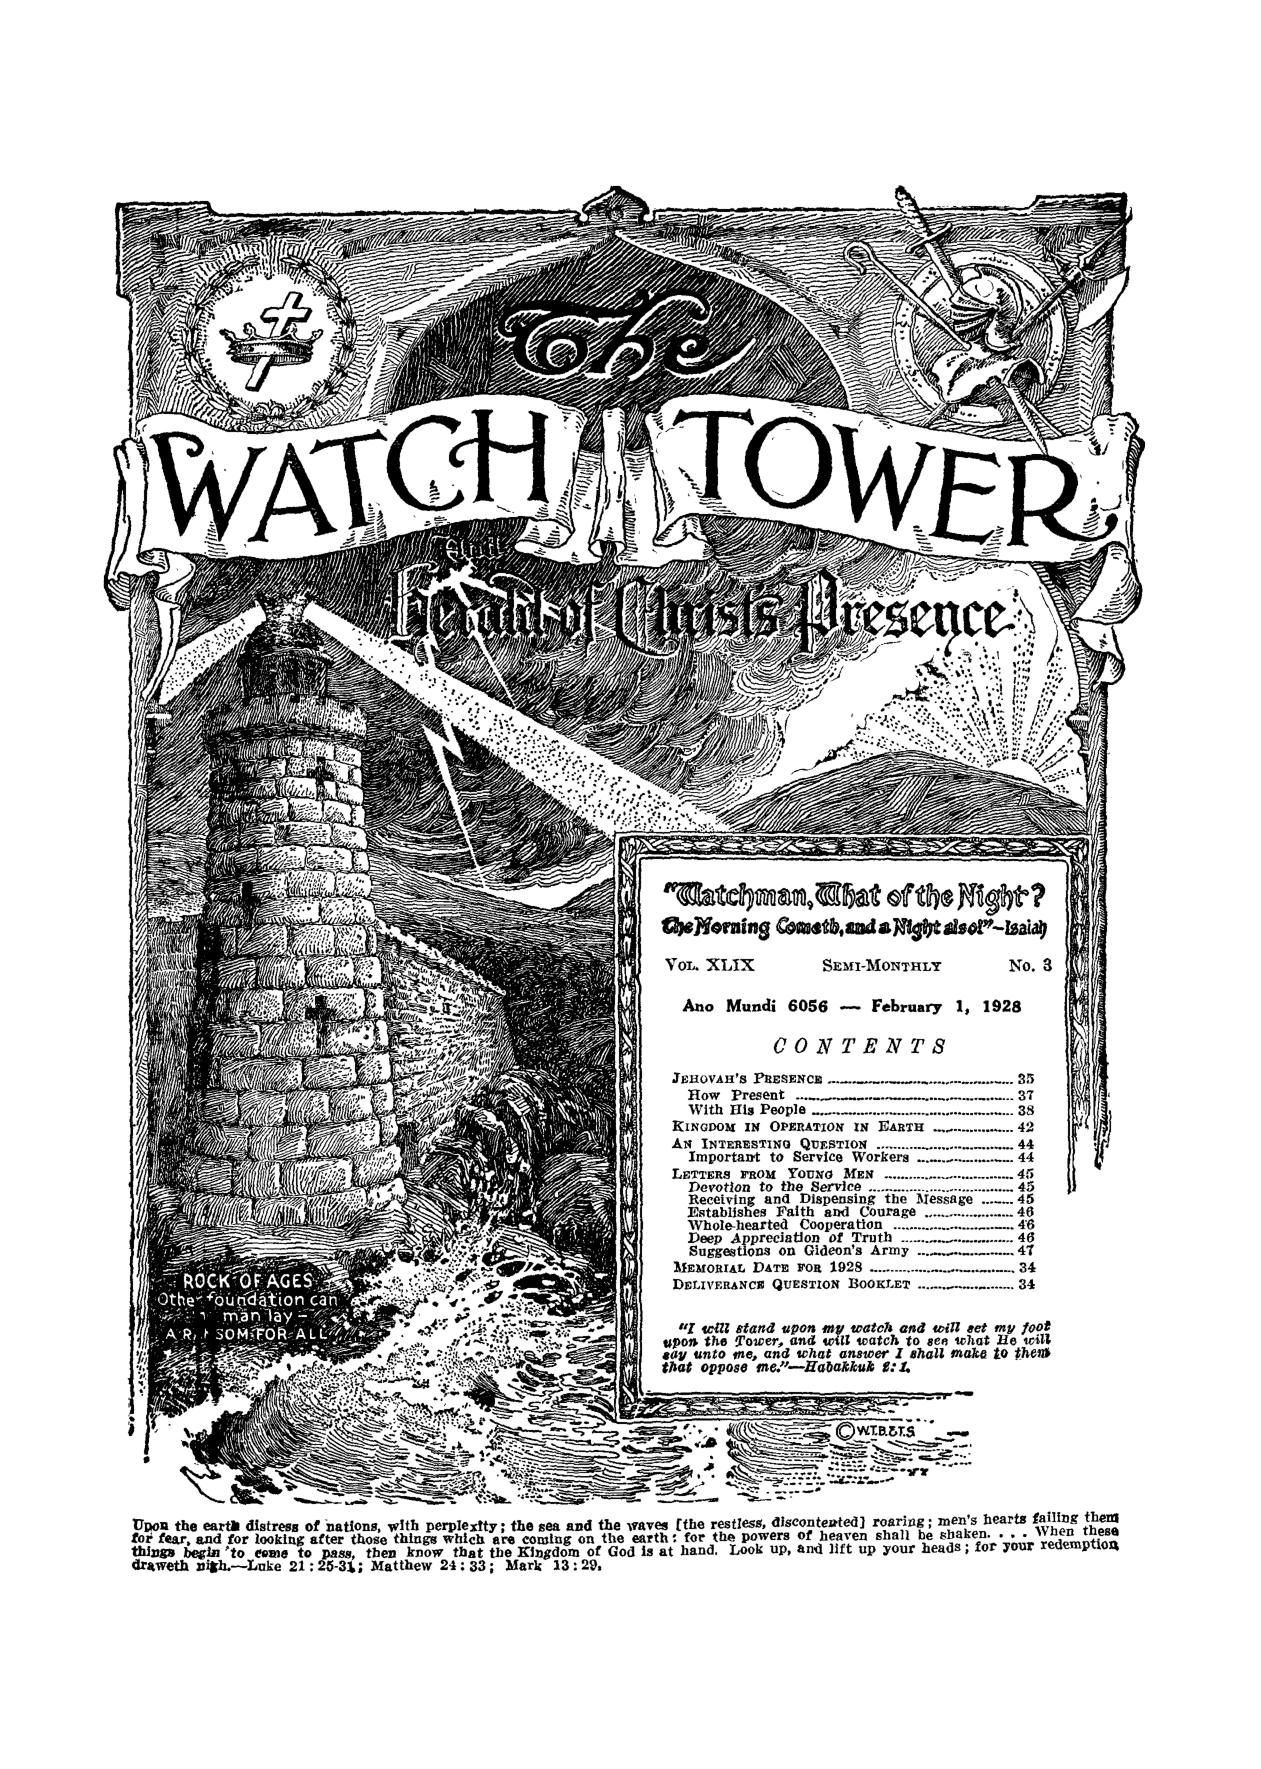 The
WATCH TOWER
And
Herald of Christ's Presence
"Watchman, What of the Night?
The Morning Cometh, and a Night also!"—Isaiah
VOL. XLIX SEMI-MONTHLY No. 3
Ano Mundi 6056 — February 1, 1928
CONTENTS
JEHOVAH'S PRESENCE 35
How Present 37
With His People 38
KINGDOM IN OPERATION IN EARTH 42
AN INTERESTING QUESTION 44
Important to Service Workers 44
LETTERS FROM YOUNG MEN 45
Devotion to the Service 45
Receiving and Dispensing the Message 45
Establishes Faith and Courage 46
Whole-hearted Cooperation 46
Deep Appreciation of Truth 46
Suggestions on Gideon's Army 47
MEMORIAL DATE FOR 1928 34
DELIVERANCE QUESTION BOOKLET 34
"I will stand upon my watch and will set my foot
upon the Tower, and will watch to see what He will
say unto me, and what answer I shall make to them
that oppose me."—Habakkuk 2:1.
ROCK OF AGES
Other foundation can
man lay—
A RANSOM FOR ALL
©W.T.B.&T.S
Upon the earth distress of nations, with perplexity; the sea and the waves [the restless, discontented] roaring; men's hearts failing them
for fear, and for looking after those things which are coming on the earth: for the powers of heaven shall be shaken. . . . When these
things begin to come to pass, then know that the Kingdom of God is at hand. Look up, and lift up your heads; for your redemption
draweth nigh.—Luke 21:25-31; Matthew 24:33; Mark 13:29.